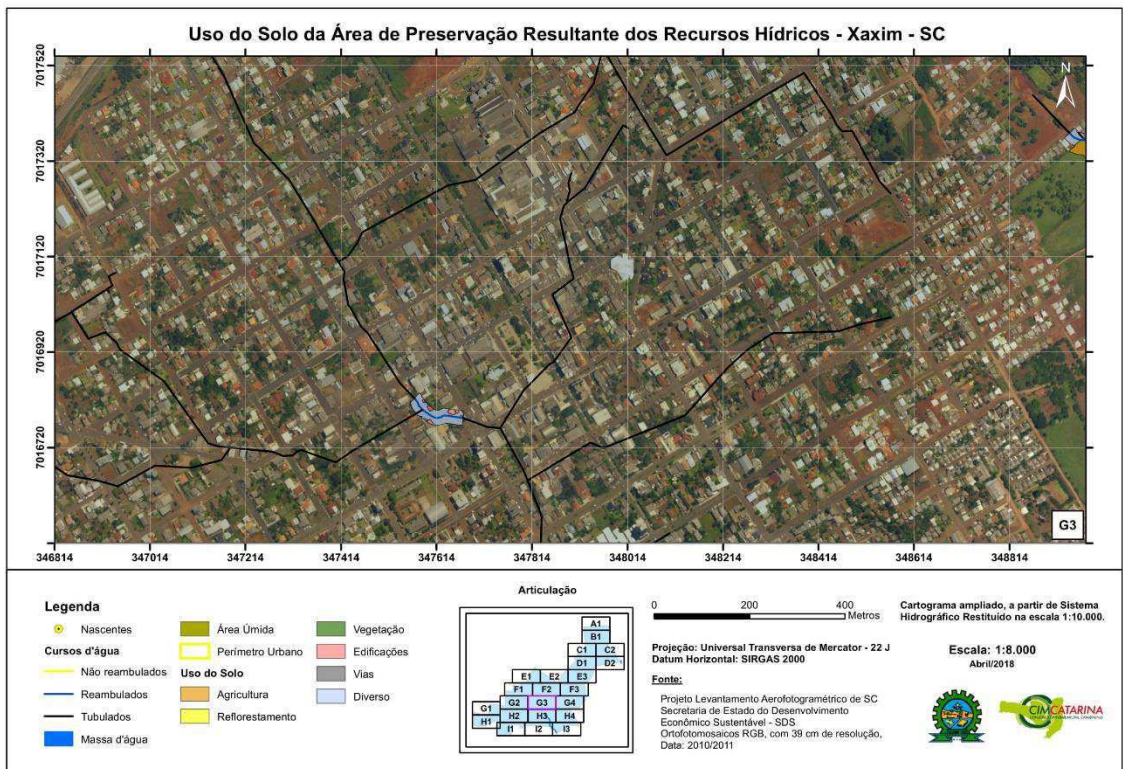 Uso do Solo da Área de Preservação Resultante dos Recursos Hídricos - Xaxim - SC
7017520
7017320
7017120
7016920
7016720
N
G3
346814 347014 347214 347414 347614 347814 348014 348214 348414 348614 348814
Legenda
Nascentes
Cursos d'água
Não reambulados
Reambulados
Tubulados
Massa d'água
Área Úmida
Perímetro Urbano
Uso do Solo
Agricultura
Reflorestamento
Vegetação
Edificações
Vias
Diverso
Articulação
A1
B1
C1 C2
D1 D2
E1 E2 E3
F1 F2 F3
G1 G2 G3 G4
H1 H2 H3 H4
I1 I2 I3
0 200 400
Metros
Projeção: Universal Transversa de Mercator - 22 J
Datum Horizontal: SIRGAS 2000
Fonte:
Projeto Levantamento Aerofotogramétrico de SC
Secretaria de Estado do Desenvolvimento
Econômico Sustentável - SDS
Ortofotomosaicos RGB, com 39 cm de resolução,
Data: 2010/2011
Cartograma ampliado, a partir de Sistema
Hidrográfico Restituído na escala 1:10.000.
Escala: 1:8.000
Abril/2018
CIMCATARINA